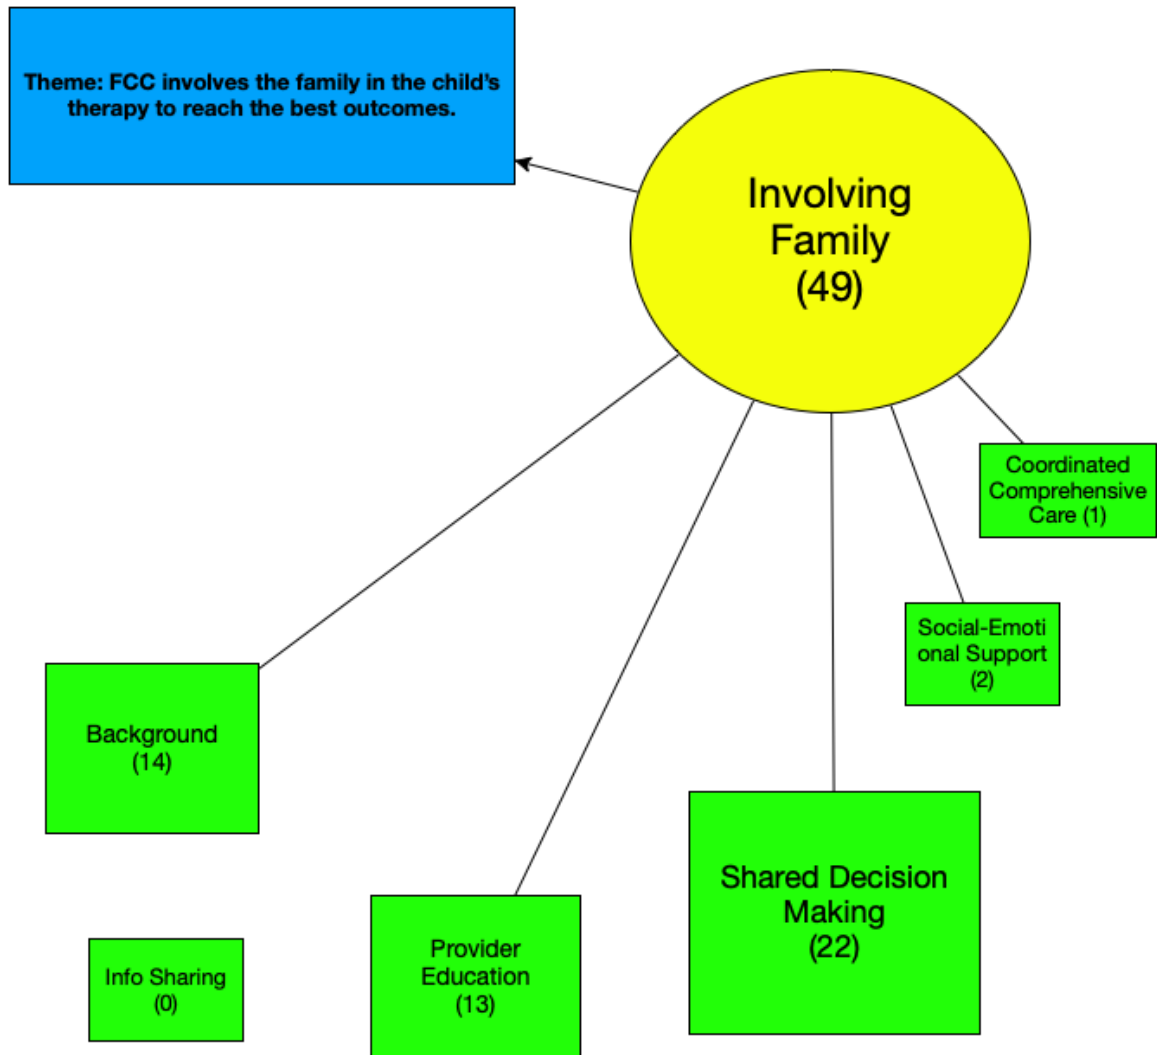 Theme: FCC involves the family in the child's
therapy to reach the best outcomes.
Involving
Family
(49)
Coordinated
Comprehensive
Care (1)
Social-Emoti
onal Support
(2)
Background
(14)
Shared Decision
Making
(22)
Provider
Education
(13)
Info Sharing
(0)